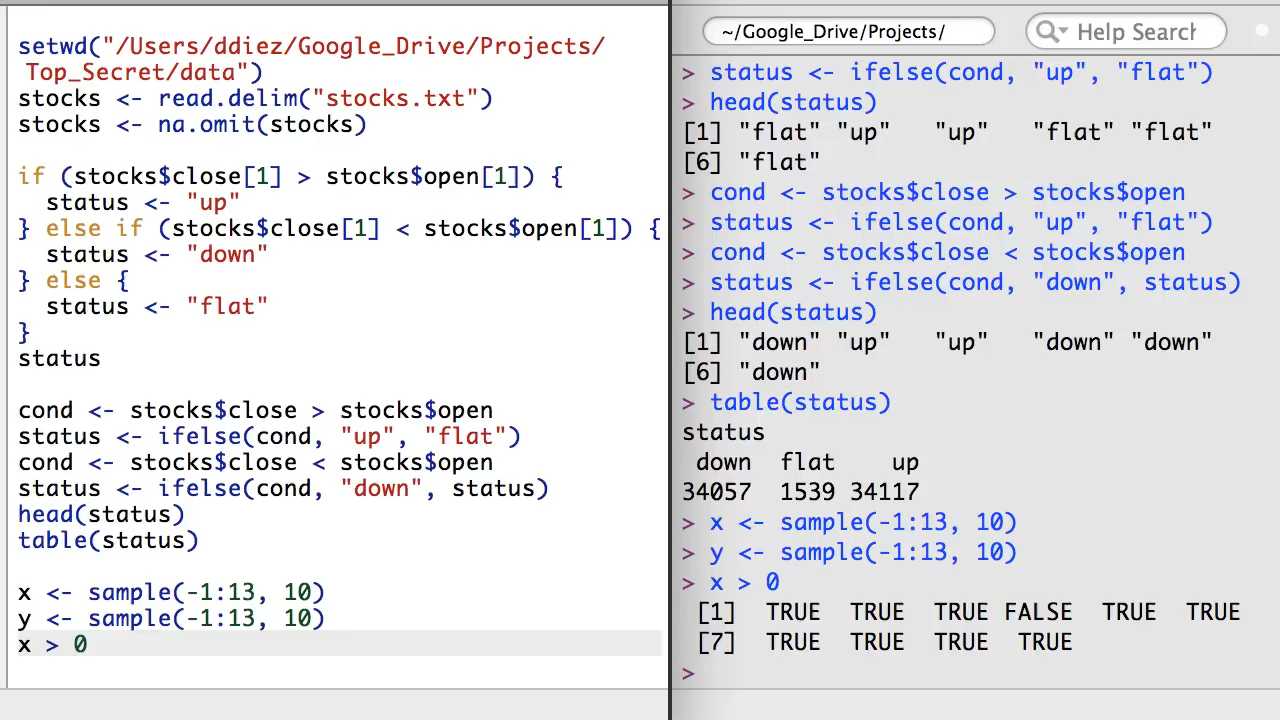 setwd("/Users/ddiez/Google_Drive/Projects/
Top_Secret/data")
stocks <- read.delim("stocks.txt")
stocks <- na.omit(stocks)
if (stocks$close[1] > stocks$open[1]) {
status <- "up"
} else if (stocks$close[1] < stocks$open[1]) {
status <- "down"
} else {
status <- "flat"
}
status
cond <- stocks$close > stocks$open
status <- ifelse(cond, "up", "flat")
cond <- stocks$close < stocks$open
status <- ifelse(cond, "down", status)
head(status)
table(status)
x <- sample(-1:13, 10)
y <- sample(-1:13, 10)
x > 0
~/Google_Drive/Projects/
Help Search
> status <- ifelse(cond, "up", "flat")
> head(status)
[1] "flat" "up" "up" "flat" "flat"
[6] "flat"
> cond <- stocks$close > stocks$open
> status <- ifelse(cond, "up", "flat")
> cond <- stocks$close < stocks$open
> status <- ifelse(cond, "down", status)
> head(status)
[1] "down" "up" "up" "down" "down"
[6] "down"
> table(status)
status
down flat up
34057 1539 34117
> x <- sample(-1:13, 10)
> y <- sample(-1:13, 10)
> x > 0
[1] TRUE TRUE TRUE FALSE TRUE TRUE
[7] TRUE TRUE TRUE TRUE
>